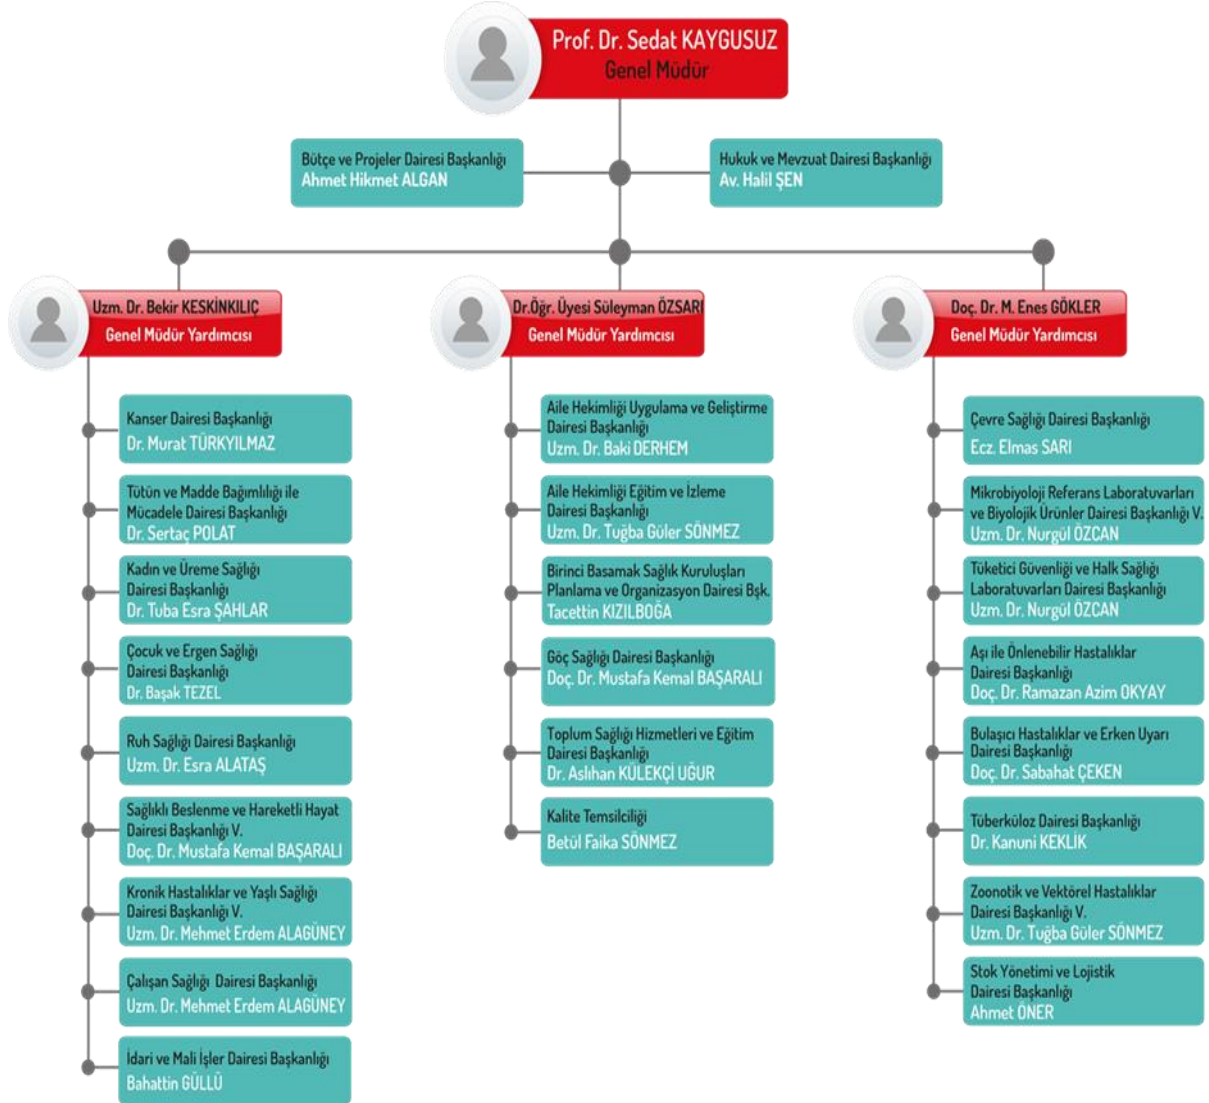 Prof. Dr. Sedat KAYGUSUZ
Genel Müdür
Bütçe ve Projeler Dairesi Başkanlığı
Ahmet Hikmet ALGAN
Hukuk ve Mevzuat Dairesi Başkanlığı
Av. Halil ŞEN
Uzm. Dr. Bekir KESKİNKILIÇ
Genel Müdür Yardımcısı
Kanser Dairesi Başkanlığı
Dr. Murat TÜRKYILMAZ
Tütün ve Madde Bağımlılığı ile
Mücadele Dairesi Başkanlığı
Dr. Sertaç POLAT
Kadın ve Üreme Sağlığı
Dairesi Başkanlığı
Dr. Tuba Esra ŞAHLAR
Çocuk ve Ergen Sağlığı
Dairesi Başkanlığı
Dr. Başak TEZEL
Ruh Sağlığı Dairesi Başkanlığı
Uzm. Dr. Esra ALATAŞ
Sağlıklı Beslenme ve Hareketli Hayat
Dairesi Başkanlığı V.
Doç. Dr. Mustafa Kemal BAŞARALI
Kronik Hastalıklar ve Yaşlı Sağlığı
Dairesi Başkanlığı V.
Uzm. Dr. Mehmet Erdem ALAGÜNEY
Çalışan Sağlığı Dairesi Başkanlığı
Uzm. Dr. Mehmet Erdem ALAGÜNEY
İdari ve Mali İşler Dairesi Başkanlığı
Bahattin GÜLLÜ
Dr.Öğr. Üyesi Süleyman ÖZSARI
Genel Müdür Yardımcısı
Aile Hekimliği Uygulama ve Geliştirme
Dairesi Başkanlığı
Uzm. Dr. Baki DERHEM
Aile Hekimliği Eğitim ve İzleme
Dairesi Başkanlığı
Uzm. Dr. Tuğba Güler SÖNMEZ
Birinci Basamak Sağlık Kuruluşları
Planlama ve Organizasyon Dairesi Bşk.
Tacettin KIZILBOĞA
Göç Sağlığı Dairesi Başkanlığı
Doç. Dr. Mustafa Kemal BAŞARALI
Toplum Sağlığı Hizmetleri ve Eğitim
Dairesi Başkanlığı
Dr. Aslıhan KÜLEKÇİ UĞUR
Kalite Temsilciliği
Betül Faika SÖNMEZ
Doç. Dr. M. Enes GÖKLER
Genel Müdür Yardımcısı
Çevre Sağlığı Dairesi Başkanlığı
Ecz. Elmas SARI
Mikrobiyoloji Referans Laboratuvarları
ve Biyolojik Ürünler Dairesi Başkanlığı V.
Uzm. Dr. Nurgül ÖZCAN
Tüketici Güvenliği ve Halk Sağlığı
Laboratuvarları Dairesi Başkanlığı
Uzm. Dr. Nurgül ÖZCAN
Aşı ile Önlenebilir Hastalıklar
Dairesi Başkanlığı
Doç. Dr. Ramazan Azim OKYAY
Bulaşıcı Hastalıklar ve Erken Uyarı
Dairesi Başkanlığı
Doç. Dr. Sabahat ÇEKEN
Tüberküloz Dairesi Başkanlığı
Dr. Kanuni KEKLİK
Zoonotik ve Vektörel Hastalıklar
Dairesi Başkanlığı V.
Uzm. Dr. Tuğba Güler SÖNMEZ
Stok Yönetimi ve Lojistik
Dairesi Başkanlığı
Ahmet ÖNER